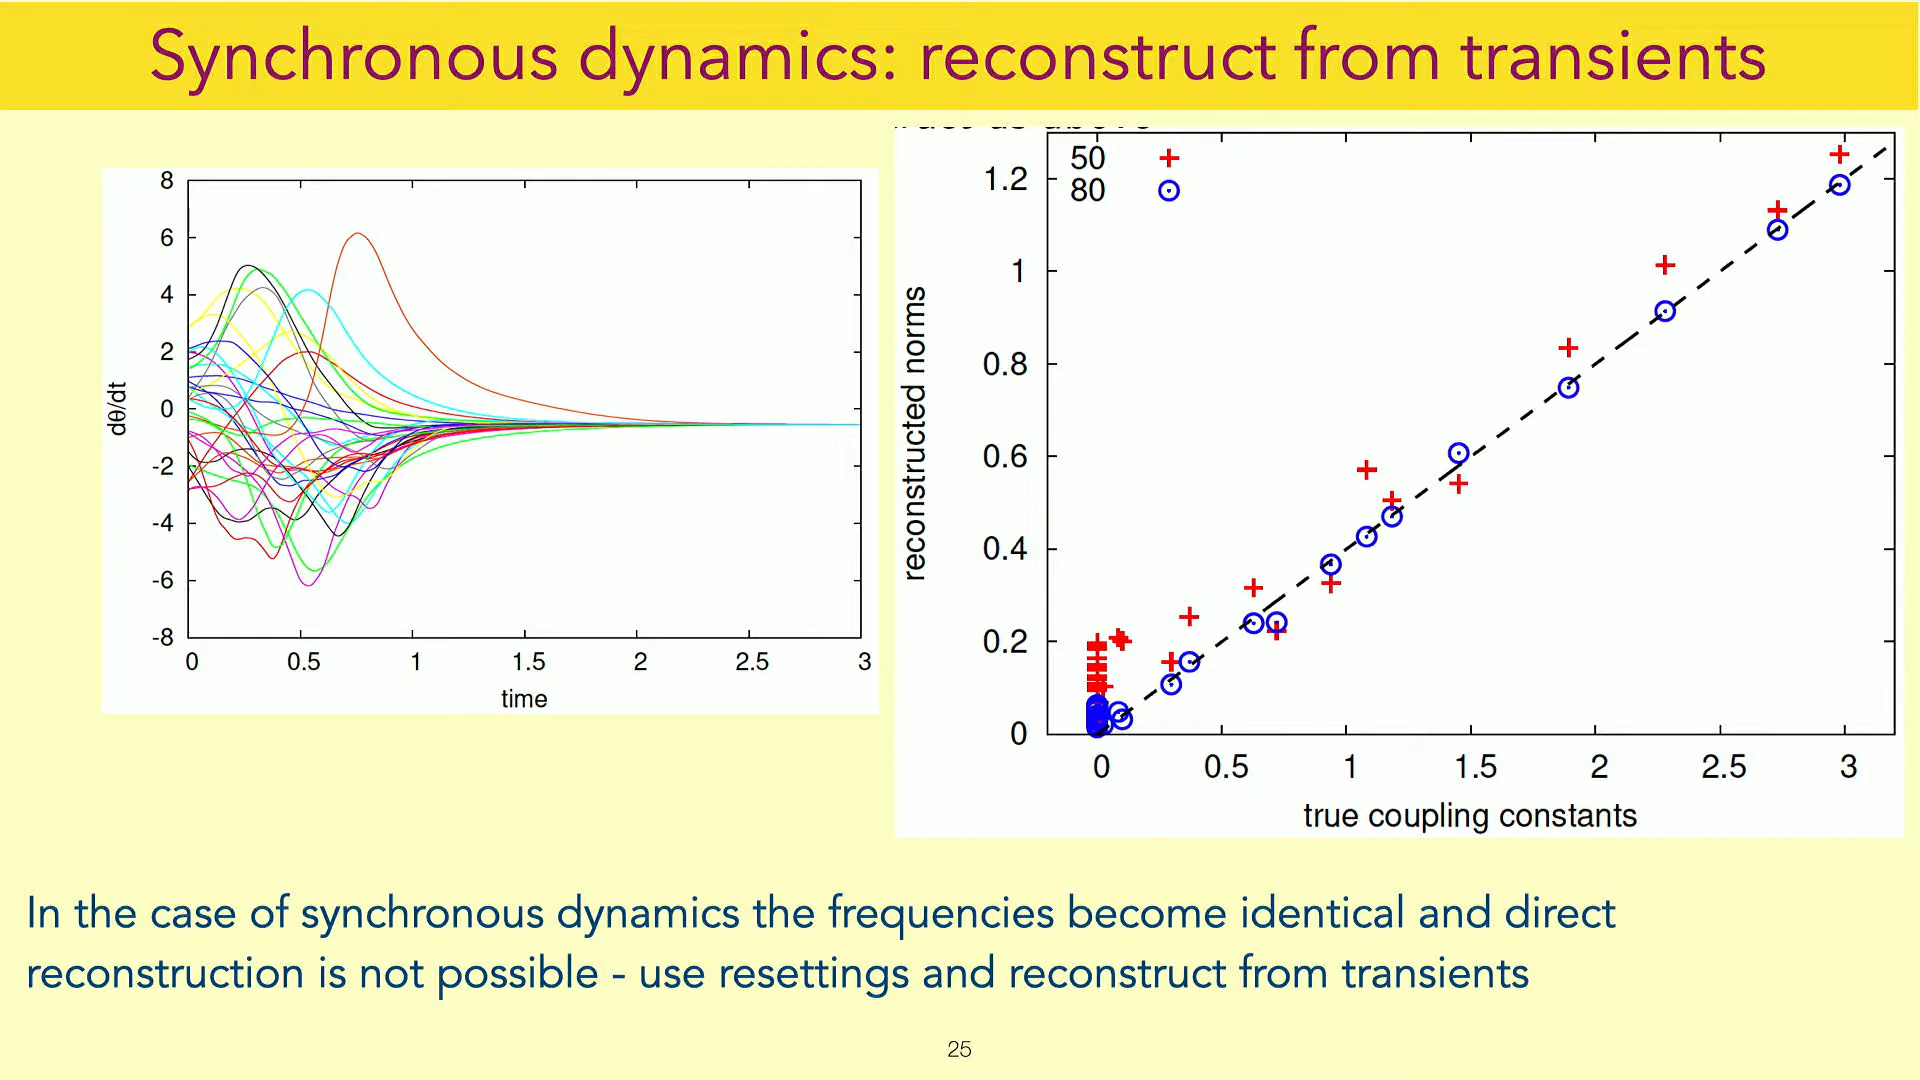 Synchronous dynamics: reconstruct from transients
8
6
4
2
0
-2
-4
-6
-8
dθ/dt
0 0.5 1 1.5 2 2.5 3
time
50
80
1.2
1
0.8
0.6
0.4
0.2
0
reconstructed norms
0 0.5 1 1.5 2 2.5 3
true coupling constants
In the case of synchronous dynamics the frequencies become identical and direct
reconstruction is not possible - use resettings and reconstruct from transients
25